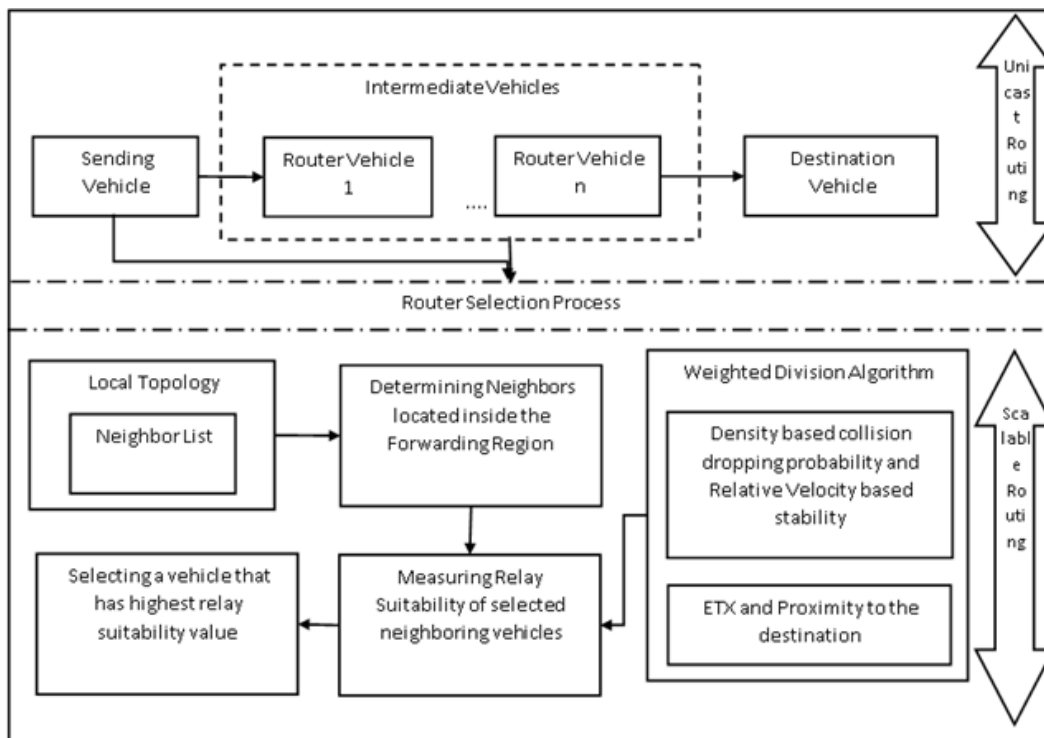 Intermediate Vehicles
Sending
Vehicle
Router Vehicle
1
....
Router Vehicle
n
Destination
Vehicle
Uni
cas
t
Ro
uti
ng
Router Selection Process
Local Topology
Neighbor List
Determining Neighbors
located inside the
Forwarding Region
Weighted Division Algorithm
Density based collision
dropping probability and
Relative Velocity based
stability
ETX and Proximity to the
destination
Selecting a vehicle that
has highest relay
suitability value
Measuring Relay
Suitability of selected
neighboring vehicles
Sca
labl
e
Ro
uti
ng